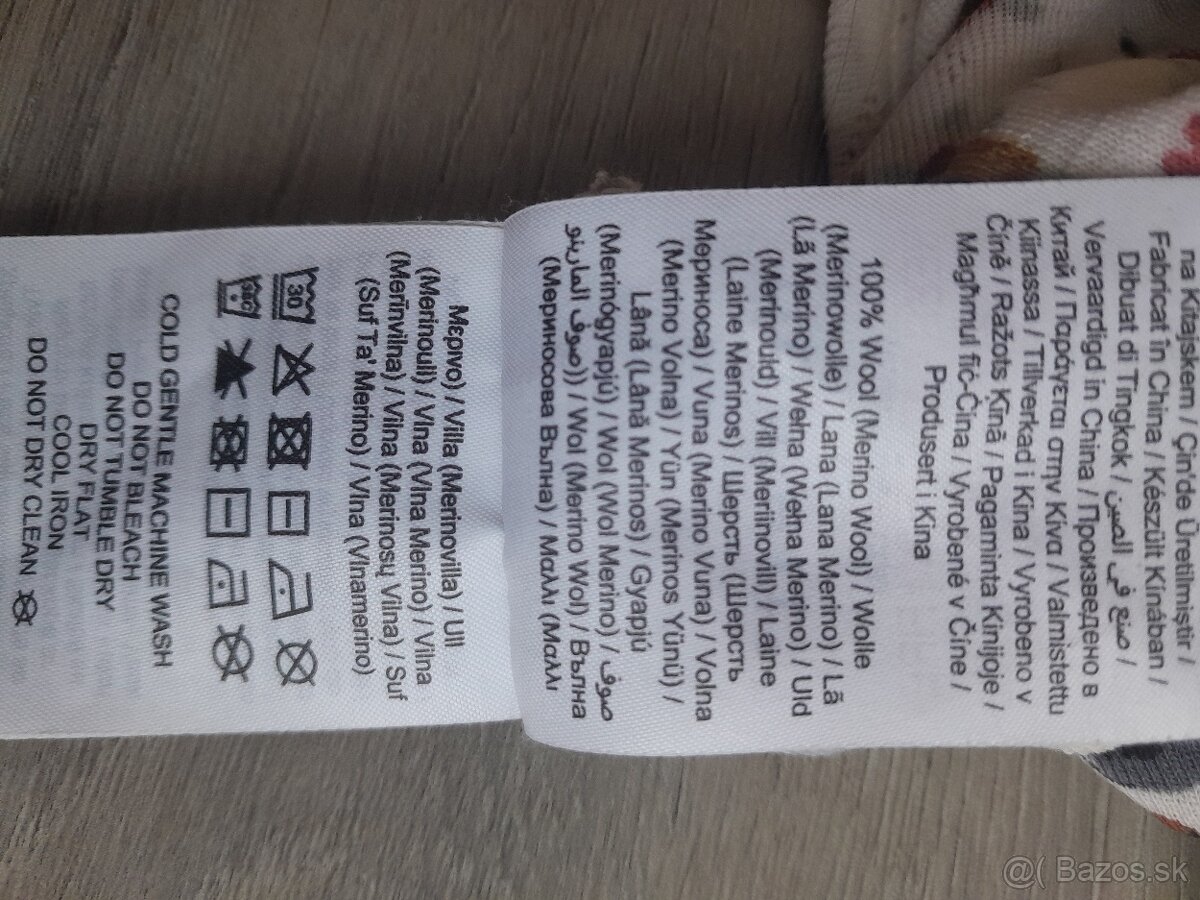 na Kitajskem / Çin'de Üretilmiştir /
Fabricat în China / Készült Kínában /
Dibuat di Tingkok / صنع في الصين /
Vervaardigd in China / Произведено в
Китай / Παράγεται στην Κίνα / Valmistettu
Kiinassa / Tillverkad i Kina / Vyrobeno v
Číně / Ražots Ķīnā / Pagaminta Kinijoje /
Magħmul fiċ-Ċina / Vyrobené v Číne /
Produsert i Kina
100% Wool (Merino Wool) / Wolle
(Merinowolle) / Lana (Lana Merino) / Lã
(Lã Meríno) / Wełna (Wełna Merino) / Uld
(Merinould) / Vill (Meriinovill) / Laine
(Laine Merinos) / Шерсть (Шерсть
Мериноса) / Vuna (Merino Vuna) / Volna
(Merino Volna) / Yün (Merinos Yünü) /
Lână (Lână Merinos) / Gyapjú
(Merinógyapjú) / Wol (Wol Merino) / صوف
(صوف المارينو)) / Wol (Merino Wol) / Вълна
(Мериносова Вълна) / Μαλλί (Μαλλί
Μερινο) / Villa (Merinovilla) / Ull
(Merinoull) / Vlna (Vlna Merino) / Vilna
(Merīnvilna) / Vilna (Merinosų Vilna) / Suf
(Suf Ta' Merino) / Vlna (Vlnamerino)
30
COLD GENTLE MACHINE WASH
DO NOT BLEACH
DO NOT TUMBLE DRY
DRY FLAT
COOL IRON
DO NOT DRY CLEAN
@( Bazos.sk